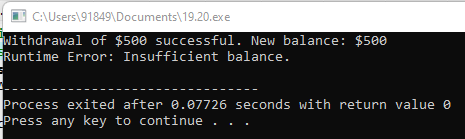 C:\Users\91849\Documents\19.20.exe
Withdrawal of $500 successful. New balance: $500
Runtime Error: Insufficient balance.
--------------------------------
Process exited after 0.07726 seconds with return value 0
Press any key to continue . . .